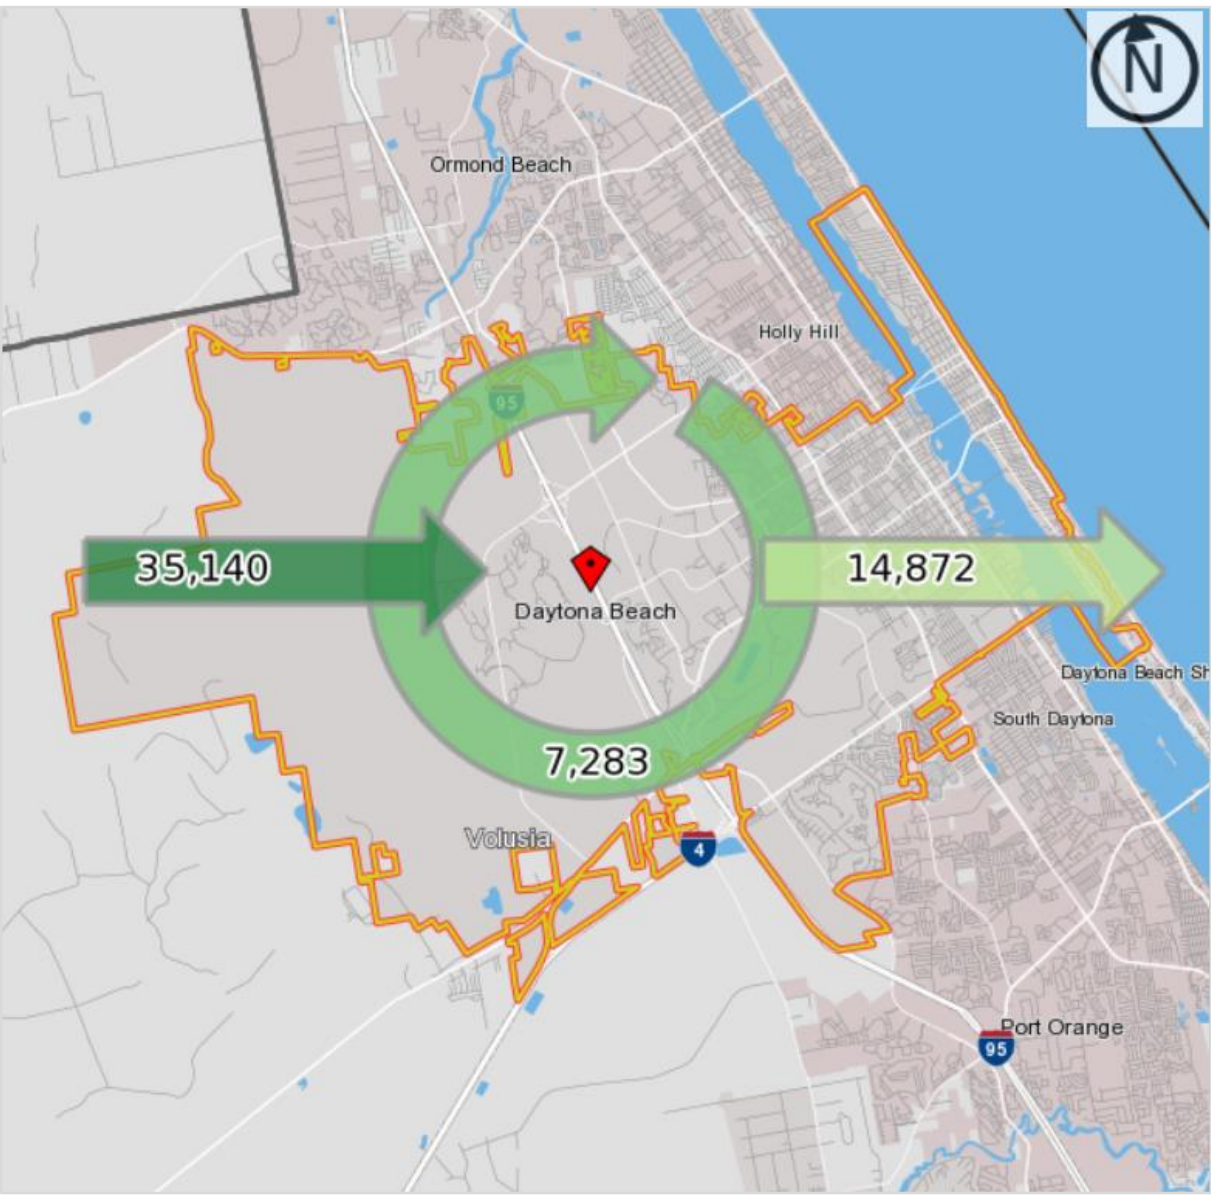 N
Ormond Beach
Holly Hill
95
35,140
14,872
Daytona Beach
Daytona Beach Sh
South Daytona
7,283
Volusia
4
Port Orange
95